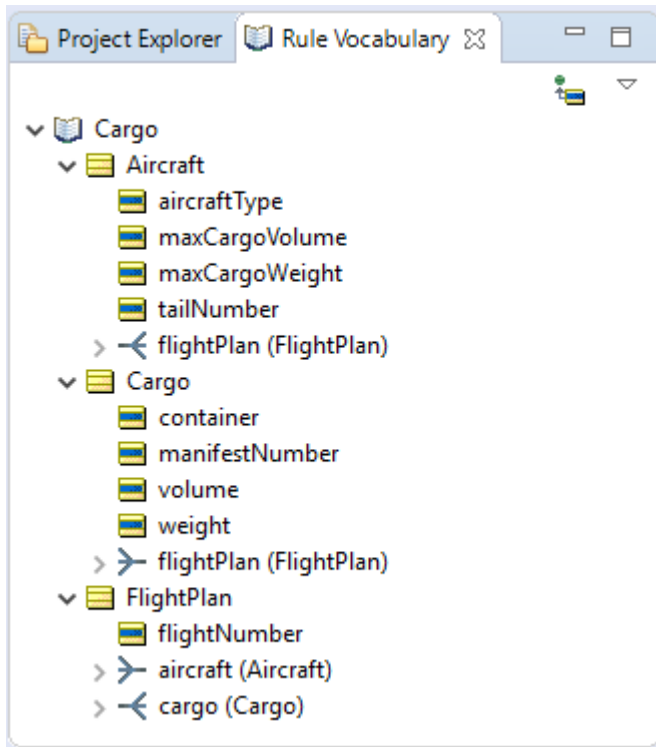 Project Explorer Rule Vocabulary
Cargo
Aircraft
aircraftType
maxCargoVolume
maxCargoWeight
tailNumber
flightPlan (FlightPlan)
Cargo
container
manifestNumber
volume
weight
flightPlan (FlightPlan)
FlightPlan
flightNumber
aircraft (Aircraft)
cargo (Cargo)